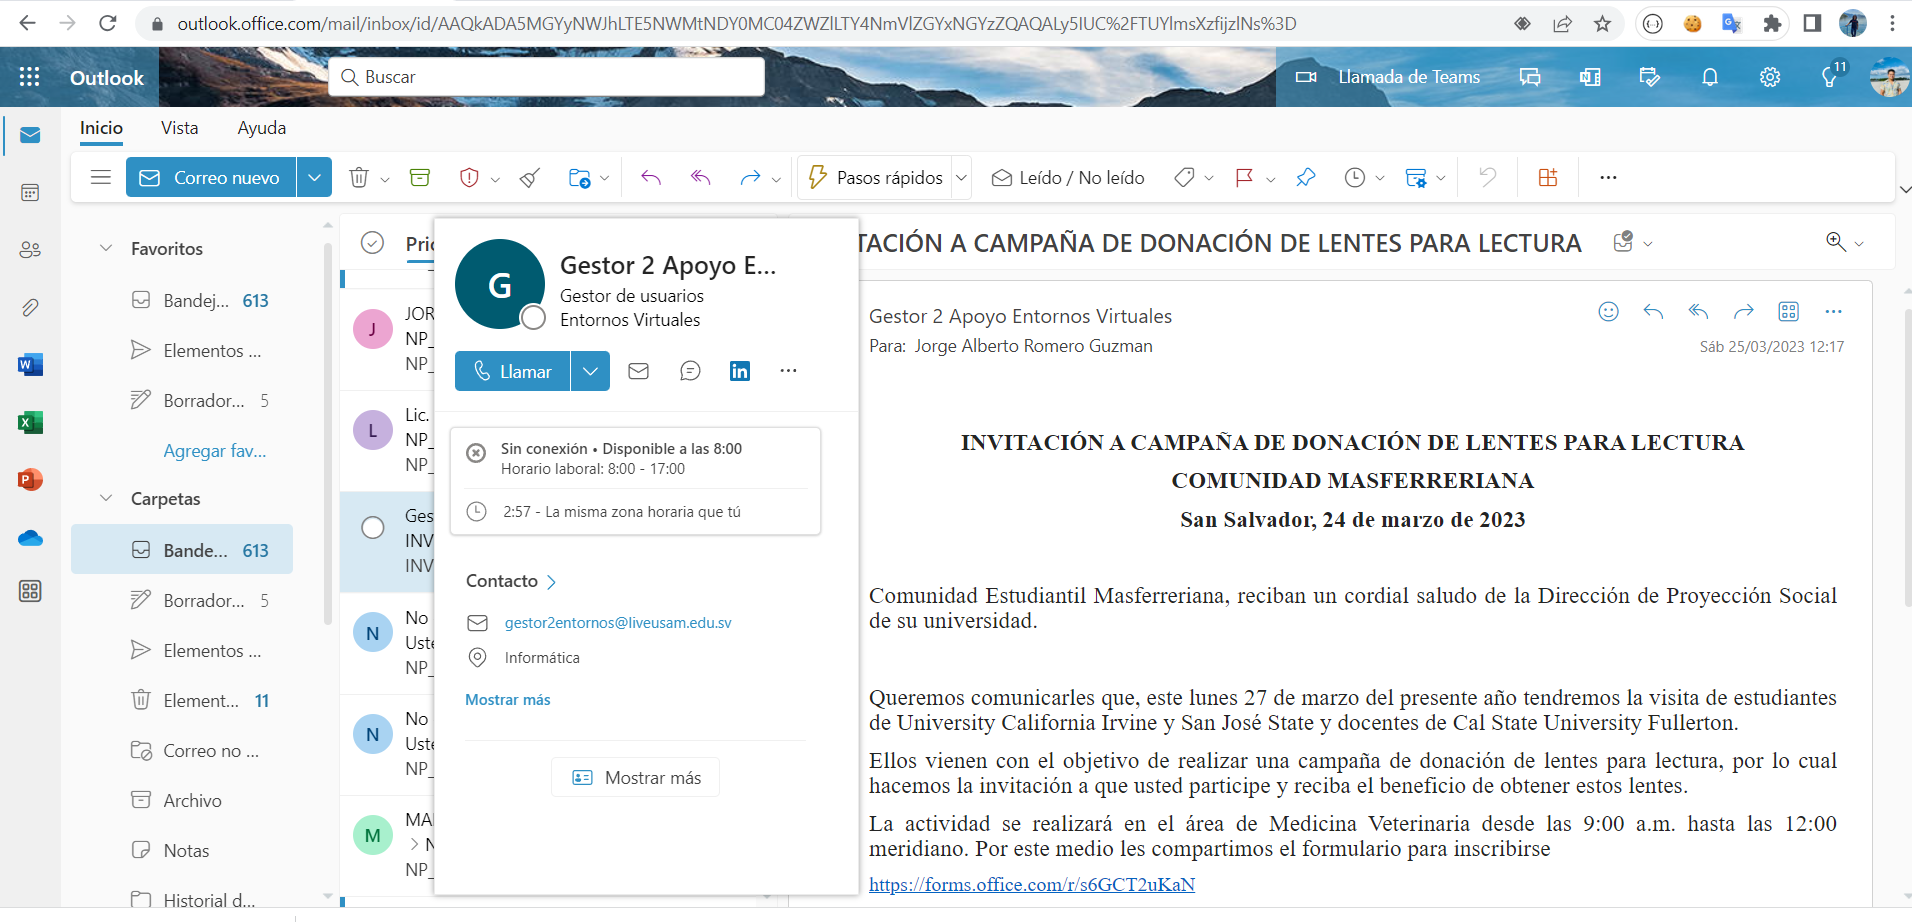 outlook.office.com/mail/inbox/id/AAQkADA5MGYyNWJhLTE5NWMtNDY0MC04ZWZlLTY4NmVlZGYxNGYzZQAQALy5IUC%2FTUYlmsXzfijzlNs%3D
Outlook
Buscar
Llamada de Teams
11
Inicio
Vista
Ayuda
Correo nuevo
Pasos rápidos
Leído / No leído
Favoritos
Bandej... 613
Elementos ...
Borrador... 5
Agregar fav...
Carpetas
Bande... 613
Borrador... 5
Elementos ...
Element... 11
Correo no ...
Archivo
Notas
Historial d...
Pric
J
JOR
NP_
NP_
L
Lic.
NP_
NP_
Ges
INV
INV
N
No
Uste
NP_
N
No
Uste
NP_
M
MAI
N
NP_
G
Gestor 2 Apoyo E...
Gestor de usuarios
Entornos Virtuales
Llamar
Sin conexión • Disponible a las 8:00
Horario laboral: 8:00 - 17:00
2:57 - La misma zona horaria que tú
Contacto
gestor2entornos@liveusam.edu.sv
Informática
Mostrar más
Mostrar más
TACIÓN A CAMPAÑA DE DONACIÓN DE LENTES PARA LECTURA
Gestor 2 Apoyo Entornos Virtuales
Para: Jorge Alberto Romero Guzman
Sáb 25/03/2023 12:17
INVITACIÓN A CAMPAÑA DE DONACIÓN DE LENTES PARA LECTURA
COMUNIDAD MASFERRERIANA
San Salvador, 24 de marzo de 2023
Comunidad Estudiantil Masferreriana, reciban un cordial saludo de la Dirección de Proyección Social
de su universidad.
Queremos comunicarles que, este lunes 27 de marzo del presente año tendremos la visita de estudiantes
de University California Irvine y San José State y docentes de Cal State University Fullerton.
Ellos vienen con el objetivo de realizar una campaña de donación de lentes para lectura, por lo cual
hacemos la invitación a que usted participe y reciba el beneficio de obtener estos lentes.
La actividad se realizará en el área de Medicina Veterinaria desde las 9:00 a.m. hasta las 12:00
meridiano. Por este medio les compartimos el formulario para inscribirse
https://forms.office.com/r/s6GCT2uKaN